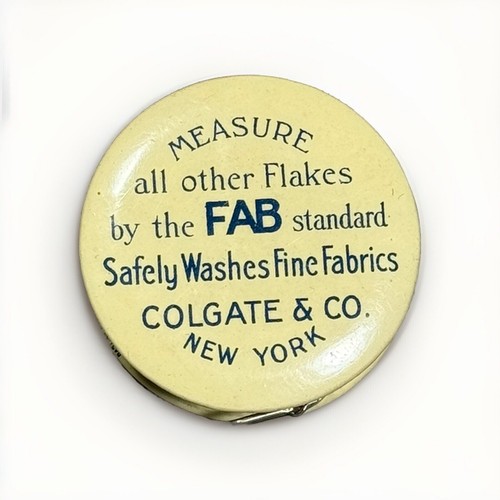 MEASURE
all other Flakes
by the FAB standard
Safely Washes Fine Fabrics
COLGATE & CO.
NEW YORK